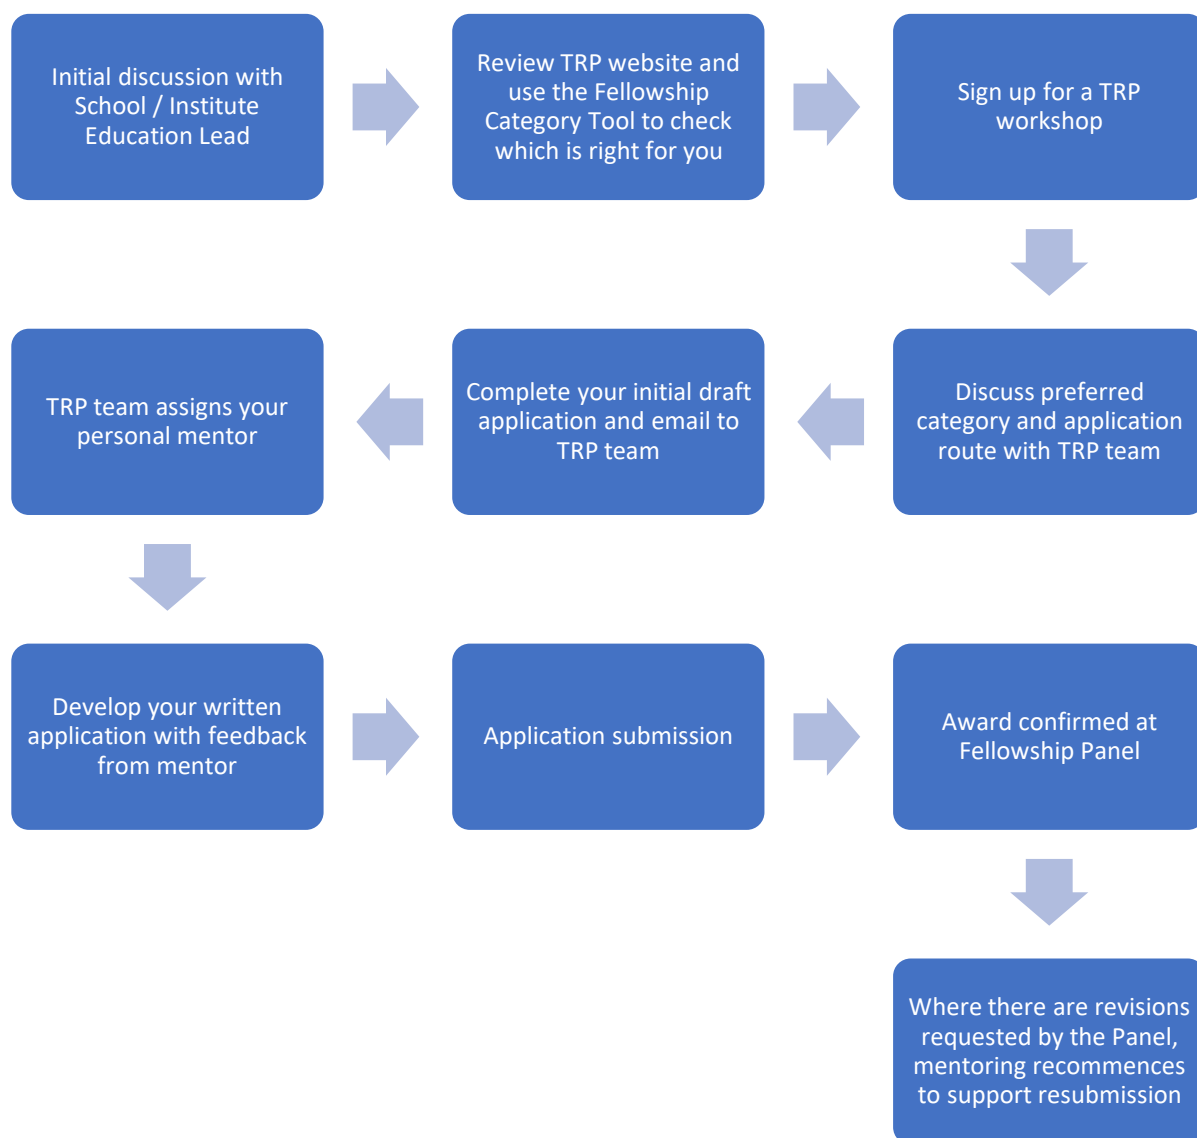 Initial discussion with
School / Institute
Education Lead
Review TRP website and
use the Fellowship
Category Tool to check
which is right for you
Sign up for a TRP
workshop
Discuss preferred
category and application
route with TRP team
Complete your initial draft
application and email to
TRP team
TRP team assigns your
personal mentor
Develop your written
application with feedback
from mentor
Application submission
Award confirmed at
Fellowship Panel
Where there are revisions
requested by the Panel,
mentoring recommences
to support resubmission